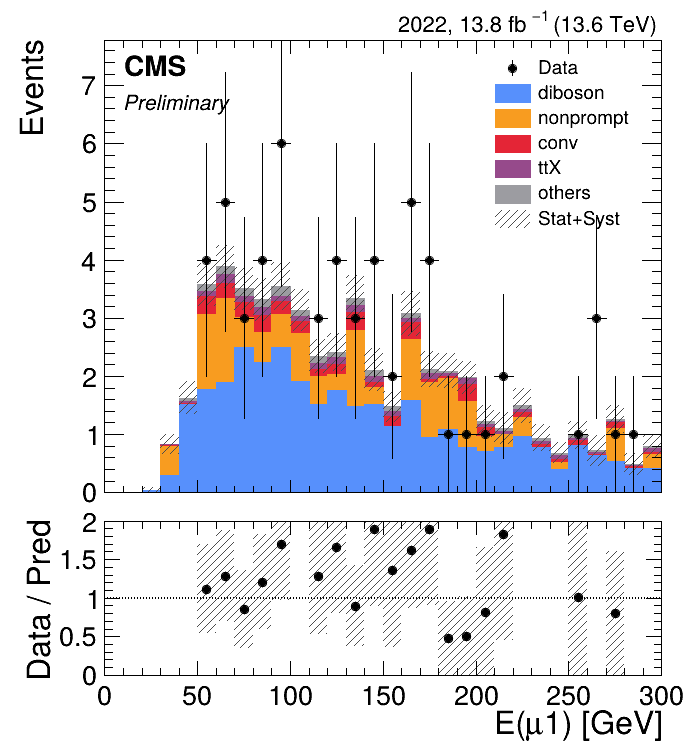 2022, 13.8 fb⁻¹ (13.6 TeV)
CMS
Preliminary
Data
diboson
nonprompt
conv
ttX
others
Stat+Syst
Events
7
6
5
4
3
2
1
0
Data / Pred
2
1.5
1
0.5
0
0 50 100 150 200 250 300
E(μ1) [GeV]